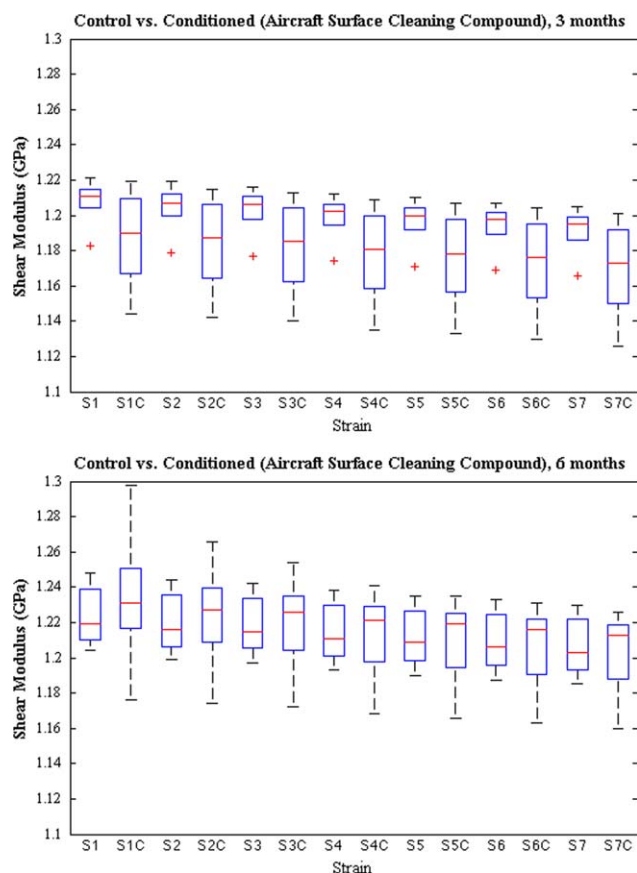 Control vs. Conditioned (Aircraft Surface Cleaning Compound), 3 months
1.3
1.28
1.26
1.24
1.22
1.2
1.18
1.16
1.14
1.12
1.1
Shear Modulus (GPa)
S1 S1C S2 S2C S3 S3C S4 S4C S5 S5C S6 S6C S7 S7C
Strain
Control vs. Conditioned (Aircraft Surface Cleaning Compound), 6 months
1.3
1.28
1.26
1.24
1.22
1.2
1.18
1.16
1.14
1.12
1.1
Shear Modulus (GPa)
S1 S1C S2 S2C S3 S3C S4 S4C S5 S5C S6 S6C S7 S7C
Strain